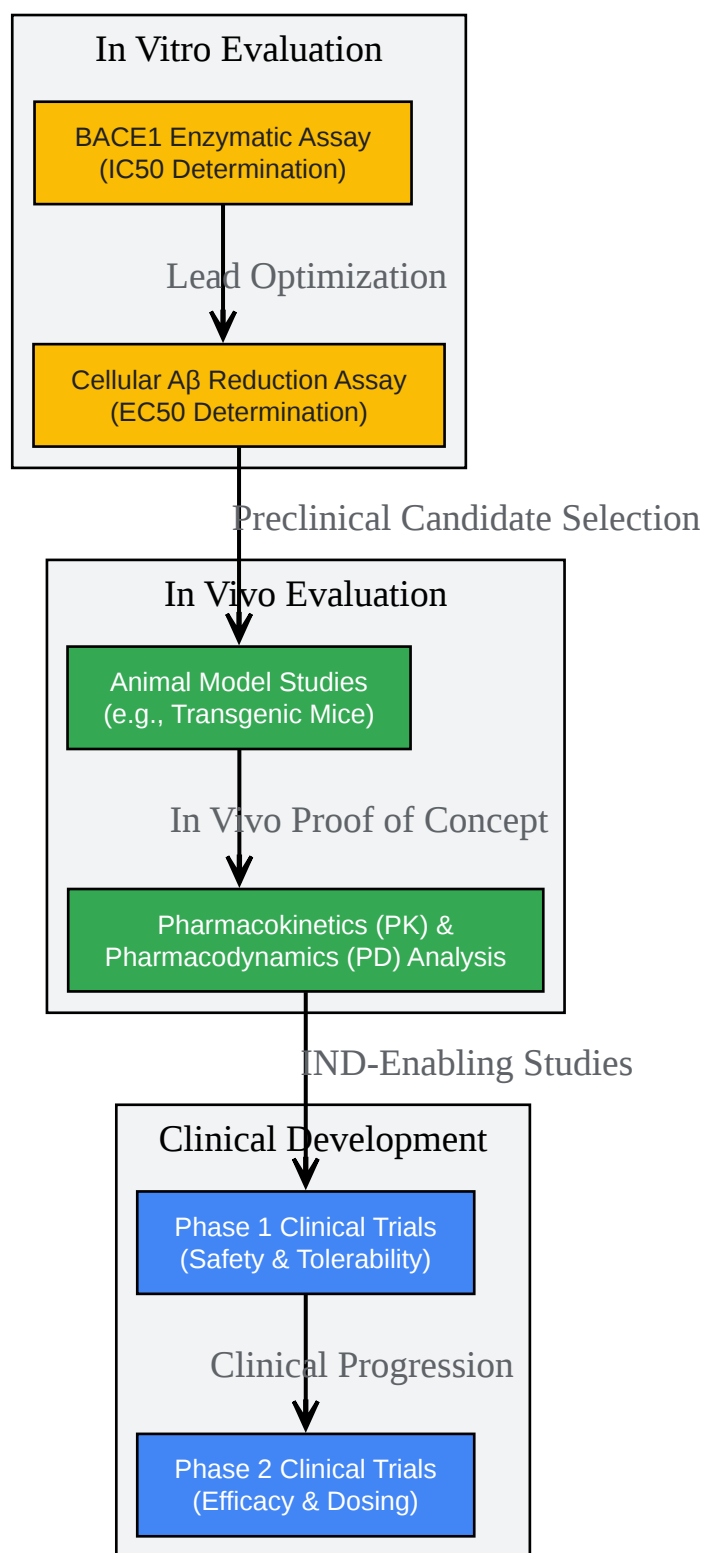 In Vitro Evaluation
BACE1 Enzymatic Assay
(IC50 Determination)
Lead Optimization
Cellular Aβ Reduction Assay
(EC50 Determination)
Preclinical Candidate Selection
In Vivo Evaluation
Animal Model Studies
(e.g., Transgenic Mice)
In Vivo Proof of Concept
Pharmacokinetics (PK) &
Pharmacodynamics (PD) Analysis
IND-Enabling Studies
Clinical Development
Phase 1 Clinical Trials
(Safety & Tolerability)
Clinical Progression
Phase 2 Clinical Trials
(Efficacy & Dosing)